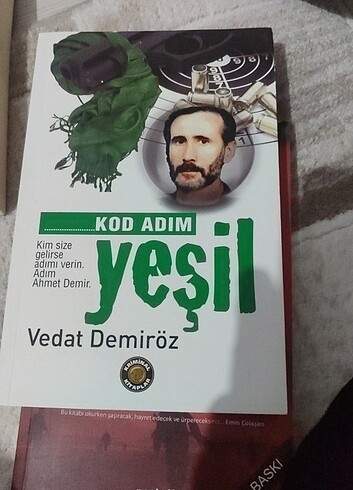 KOD ADIM
Kim size
gelirse
adımı verin.
Adım
Ahmet Demir.
yeşil
Vedat Demiröz
KRİMİNAL
KİTAPLAR
Bu kitabı okurken şaşıracak, hayret edecek ve ürpereceksiniz... Emin Çölaşan
BASKI